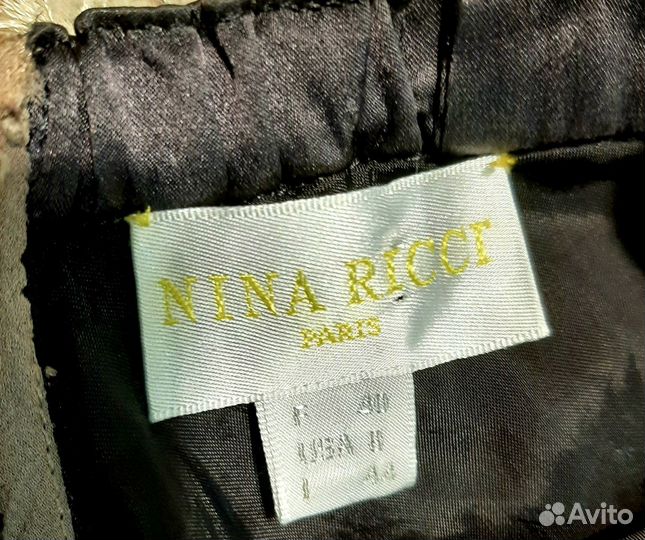 NINA RICCI
PARIS
F 40
USA 8
I 44
Avito